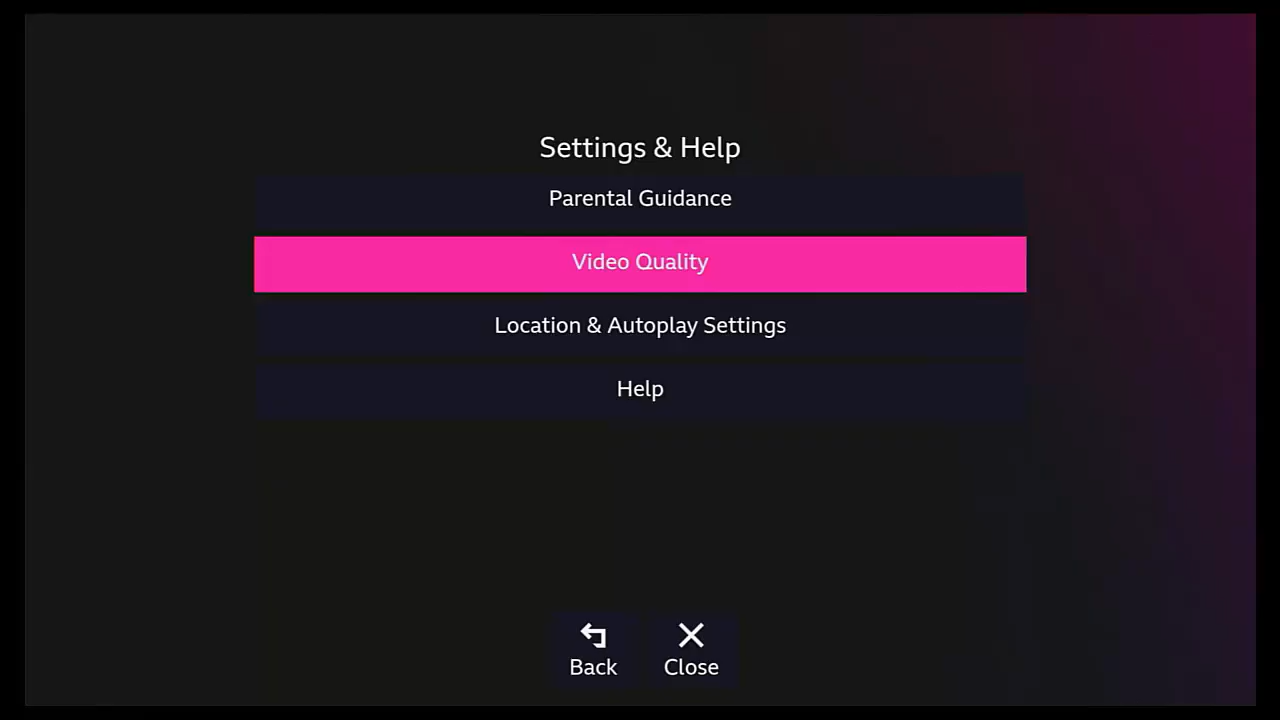 Settings & Help
Parental Guidance
Video Quality
Location & Autoplay Settings
Help
Back
Close